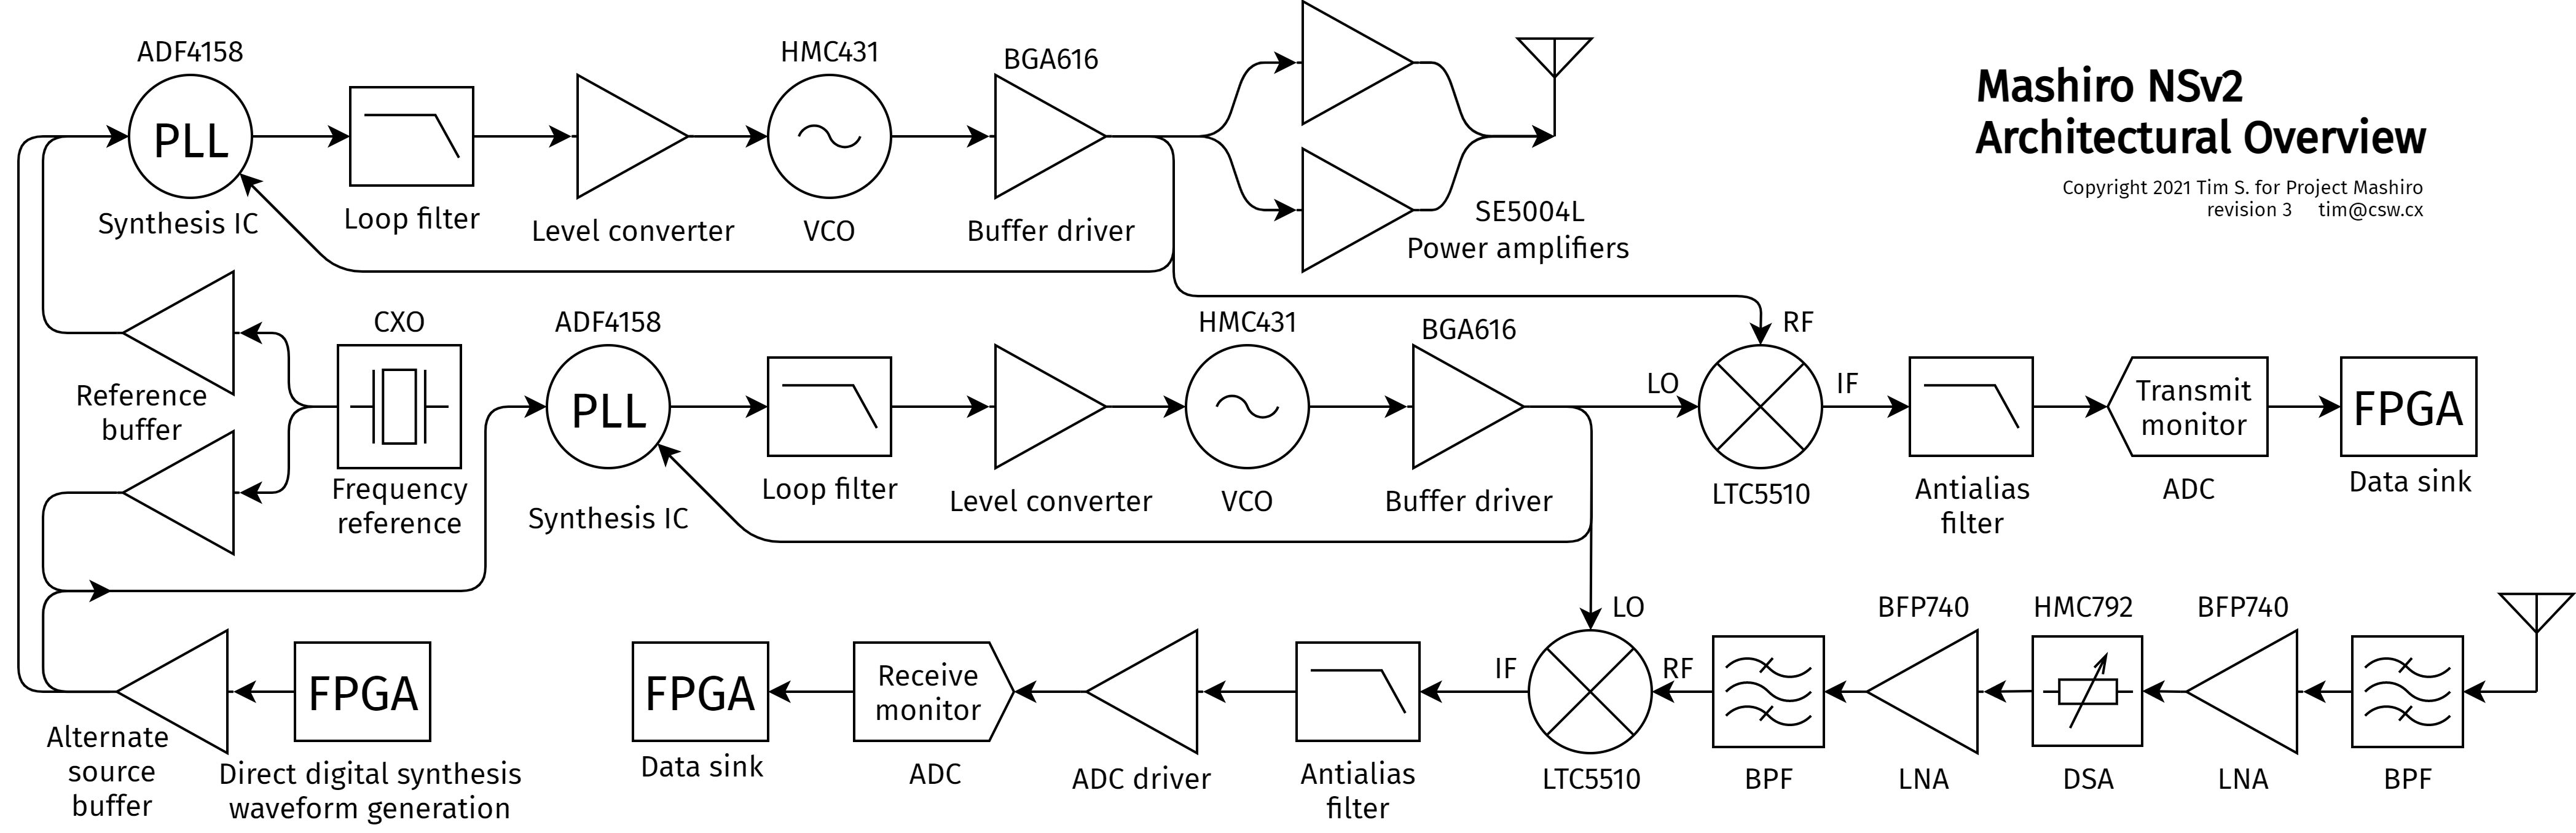 ADF4158
HMC431
BGA616
PLL
Synthesis IC
Loop filter
Level converter
VCO
Buffer driver
SE5004L
Power amplifiers
Mashiro NSv2
Architectural Overview
Copyright 2021 Tim S. for Project Mashiro
revision 3 tim@csw.cx
Reference
buffer
CXO
Frequency
reference
ADF4158
HMC431
BGA616
PLL
Synthesis IC
Loop filter
Level converter
VCO
Buffer driver
LO
RF
IF
LTC5510
Antialias
filter
Transmit
monitor
ADC
FPGA
Data sink
Alternate
source
buffer
FPGA
Direct digital synthesis
waveform generation
FPGA
Data sink
Receive
monitor
ADC
ADC driver
Antialias
filter
IF
LO
RF
LTC5510
BPF
BFP740
LNA
HMC792
DSA
BFP740
LNA
BPF